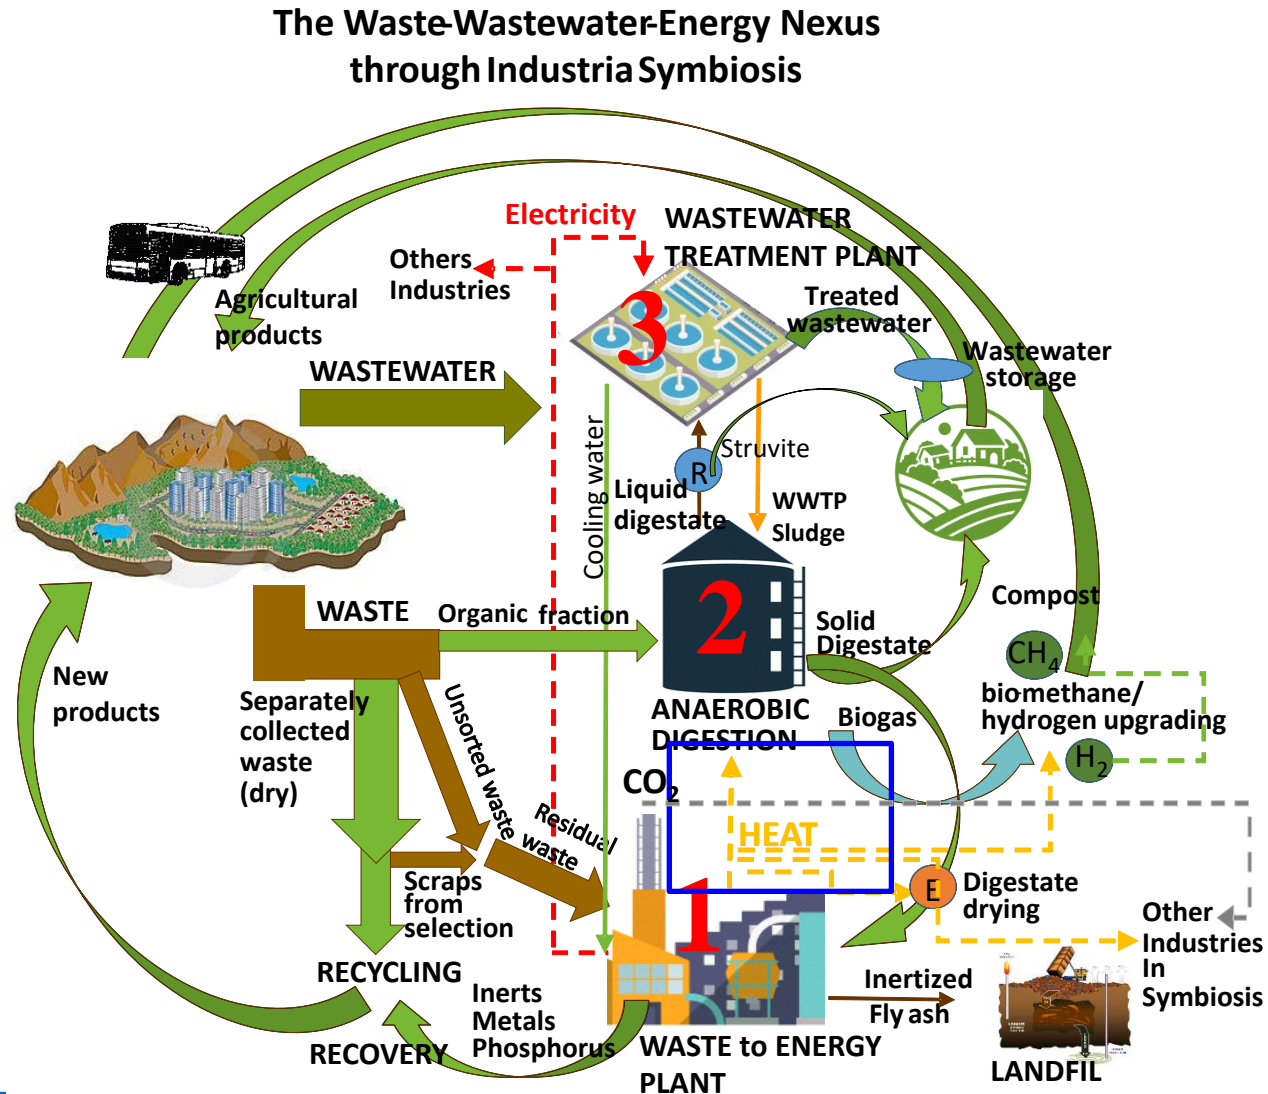 The Waste-Wastewater-Energy Nexus
through Industria Symbiosis
Electricity
WASTEWATER
TREATMENT PLANT
Others
Industries
Agricultural
products
Treated
wastewater
3
Wastewater
storage
WASTEWATER
Cooling water
R
Struvite
Liquid
digestate
WWTP
Sludge
WASTE
Organic fraction
2
Solid
Digestate
Compost
CH4
New
products
Separately
collected
waste
(dry)
Unsorted waste
Residual
waste
ANAEROBIC
DIGESTION
Biogas
biomethane/
hydrogen upgrading
H2
CO2
HEAT
Scraps
from
selection
1
E
Digestate
drying
Other
Industries
In
Symbiosis
RECYCLING
RECOVERY
Inerts
Metals
Phosphorus
Inertized
Fly ash
WASTE to ENERGY
PLANT
LANDFIL